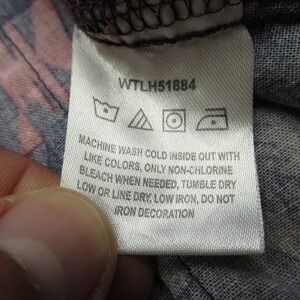 WTLH51884
MACHINE WASH COLD INSIDE OUT WITH
LIKE COLORS, ONLY NON-CHLORINE
BLEACH WHEN NEEDED, TUMBLE DRY
LOW OR LINE DRY, LOW IRON, DO NOT
IRON DECORATION